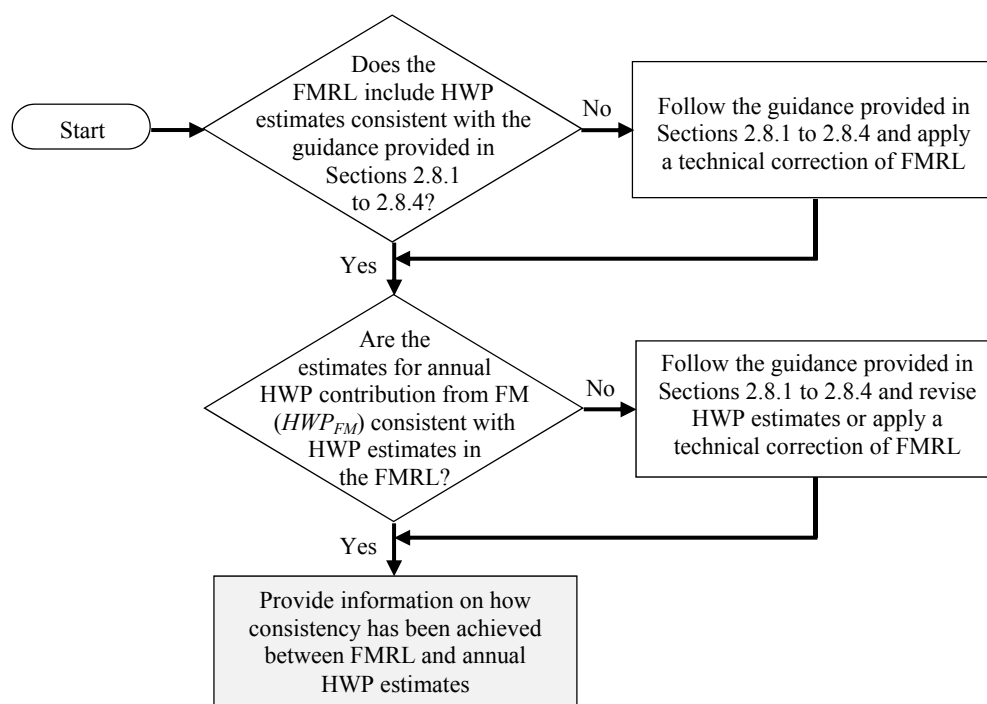 Start
Does the
FMRL include HWP
estimates consistent with the
guidance provided in
Sections 2.8.1
to 2.8.4?
No
Follow the guidance provided in
Sections 2.8.1 to 2.8.4 and apply
a technical correction of FMRL
Yes
Are the
estimates for annual
HWP contribution from FM
(HWP_FM) consistent with
HWP estimates in
the FMRL?
No
Follow the guidance provided in
Sections 2.8.1 to 2.8.4 and revise
HWP estimates or apply a
technical correction of FMRL
Yes
Provide information on how
consistency has been achieved
between FMRL and annual
HWP estimates